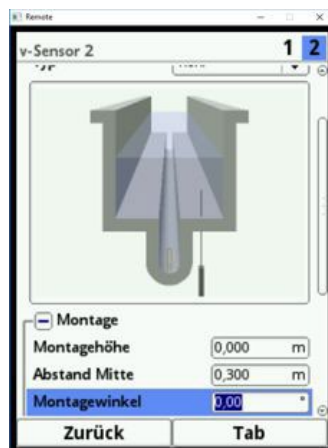 Remote
v-Sensor 2 1 2
Montage
Montagehöhe 0,000 m
Abstand Mitte 0,300 m
Montagewinkel 0,00 °
Zurück Tab